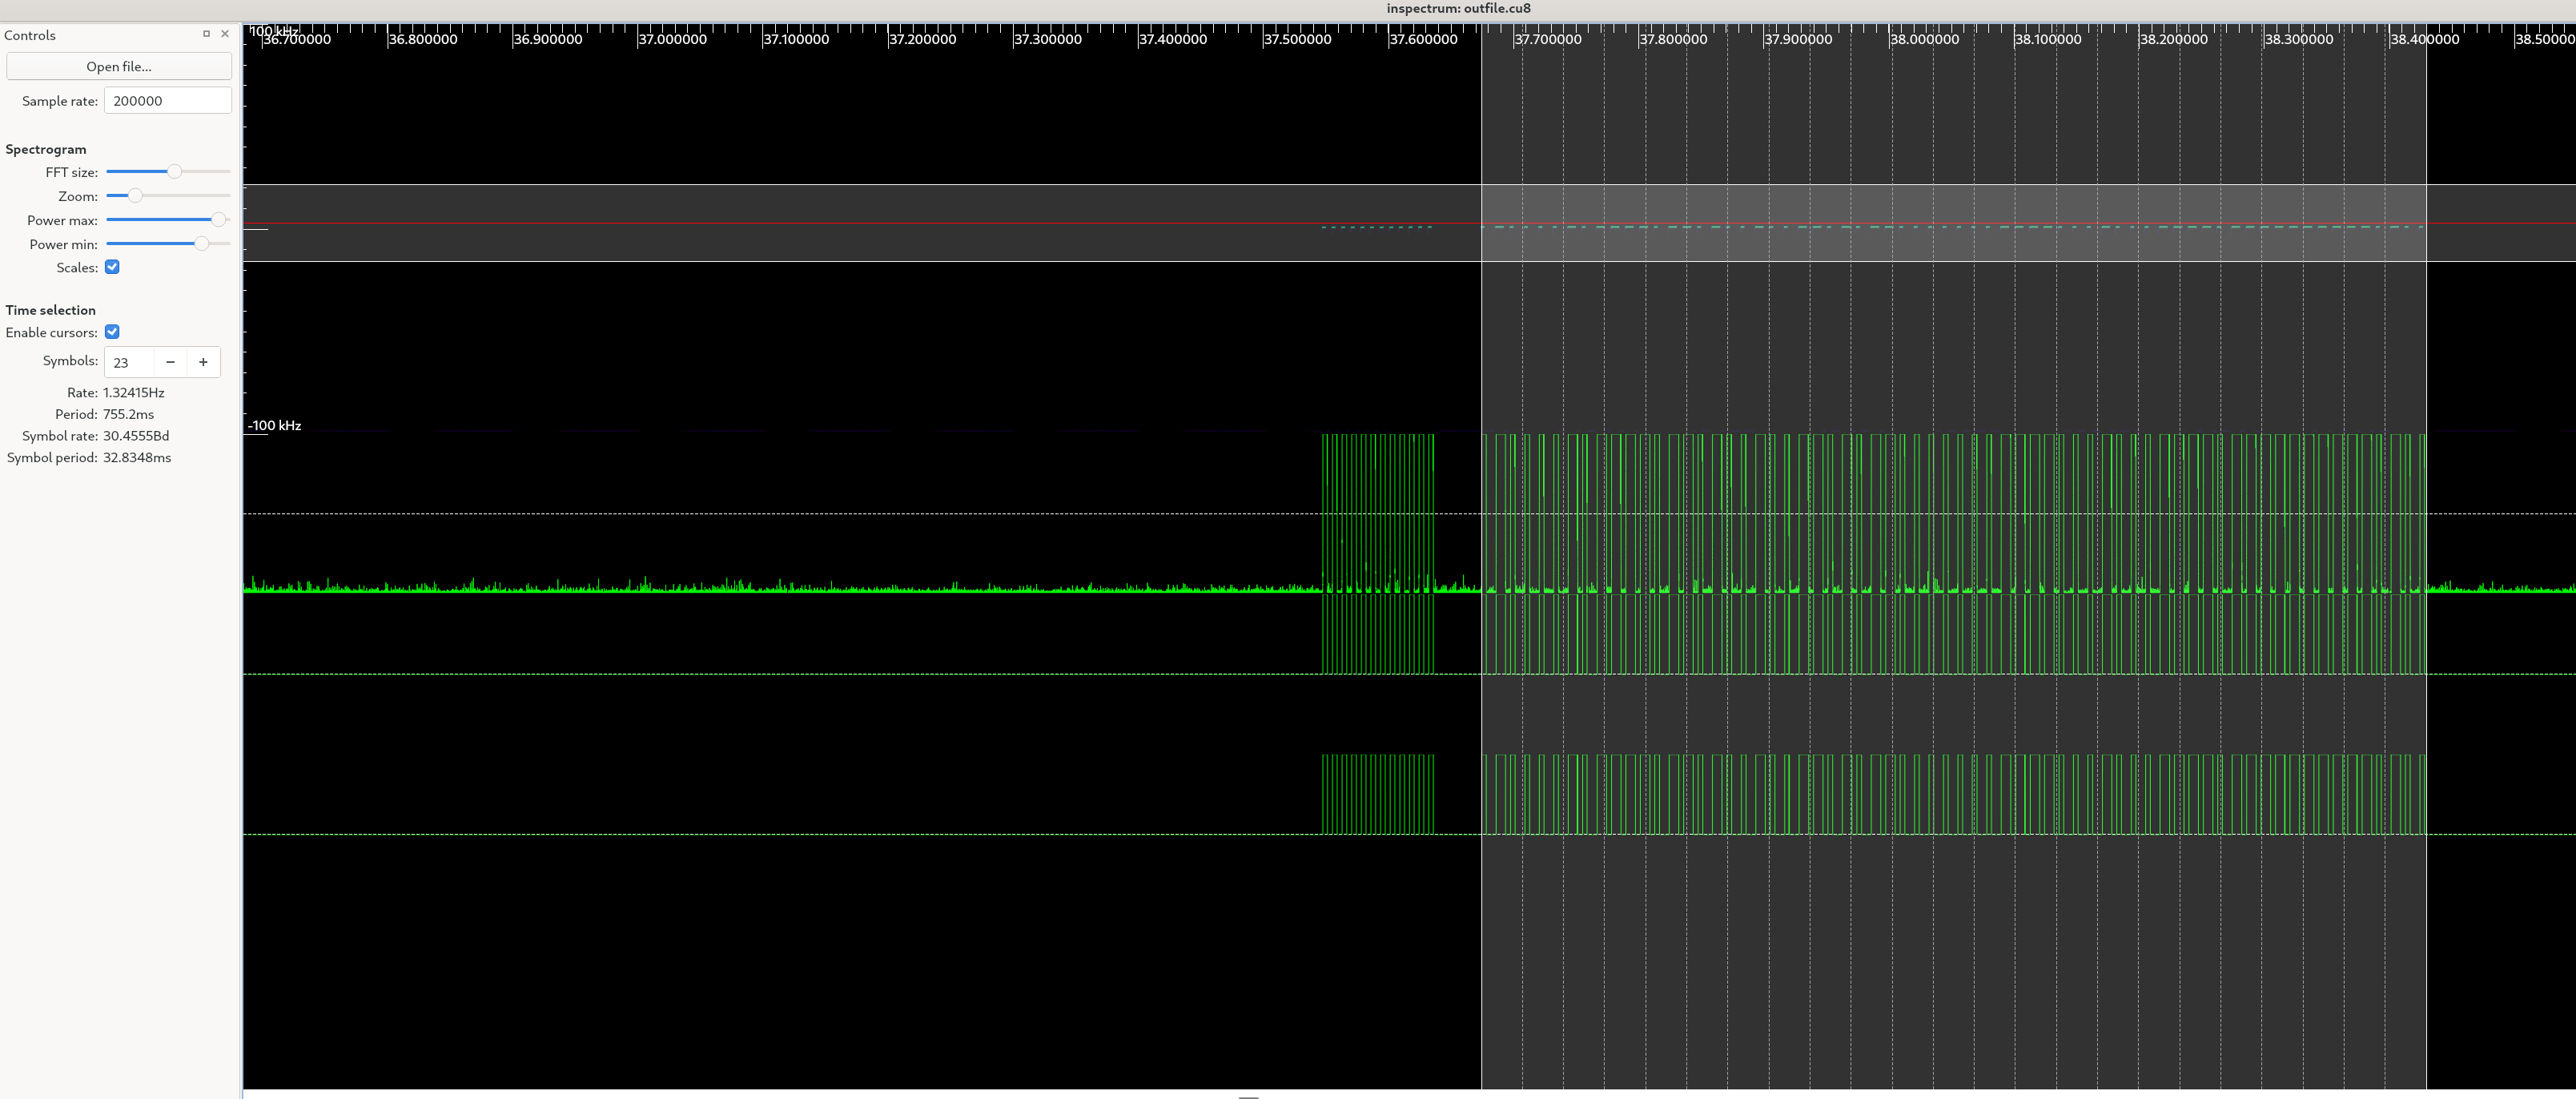 inspectrum: outfile.cu8
Controls
Open file...
Sample rate: 200000
Spectrogram
FFT size:
Zoom:
Power max:
Power min:
Scales:
Time selection
Enable cursors:
Symbols: 23 − +
Rate: 1.32415Hz
Period: 755.2ms
Symbol rate: 30.4555Bd
Symbol period: 32.8348ms
100 kHz
36.700000 36.800000 36.900000 37.000000 37.100000 37.200000 37.300000 37.400000 37.500000 37.600000 37.700000 37.800000 37.900000 38.000000 38.100000 38.200000 38.300000 38.400000 38.50000
-100 kHz